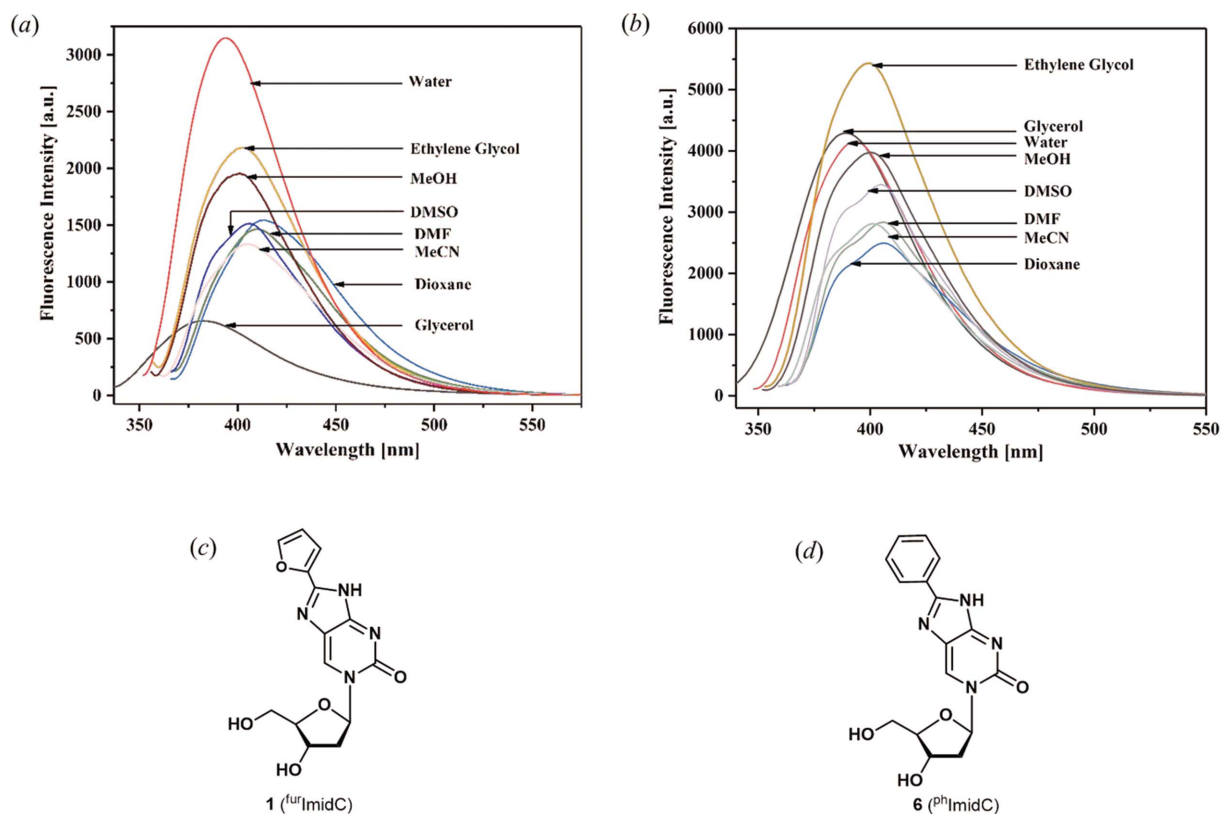 (a)
Fluorescence Intensity [a.u.]
3000
2500
2000
1500
1000
500
0
Water
Ethylene Glycol
MeOH
DMSO
DMF
MeCN
Dioxane
Glycerol
350
400
450
500
550
Wavelength [nm]
(b)
Fluorescence Intensity [a.u.]
6000
5000
4000
3000
2000
1000
0
Ethylene Glycol
Glycerol
Water
MeOH
DMSO
DMF
MeCN
Dioxane
350
400
450
500
550
Wavelength [nm]
(c)
O
N
NH
N
N
O
O
HO
HO
1 (furImidC)
(d)
N
NH
N
N
O
O
HO
HO
6 (phImidC)